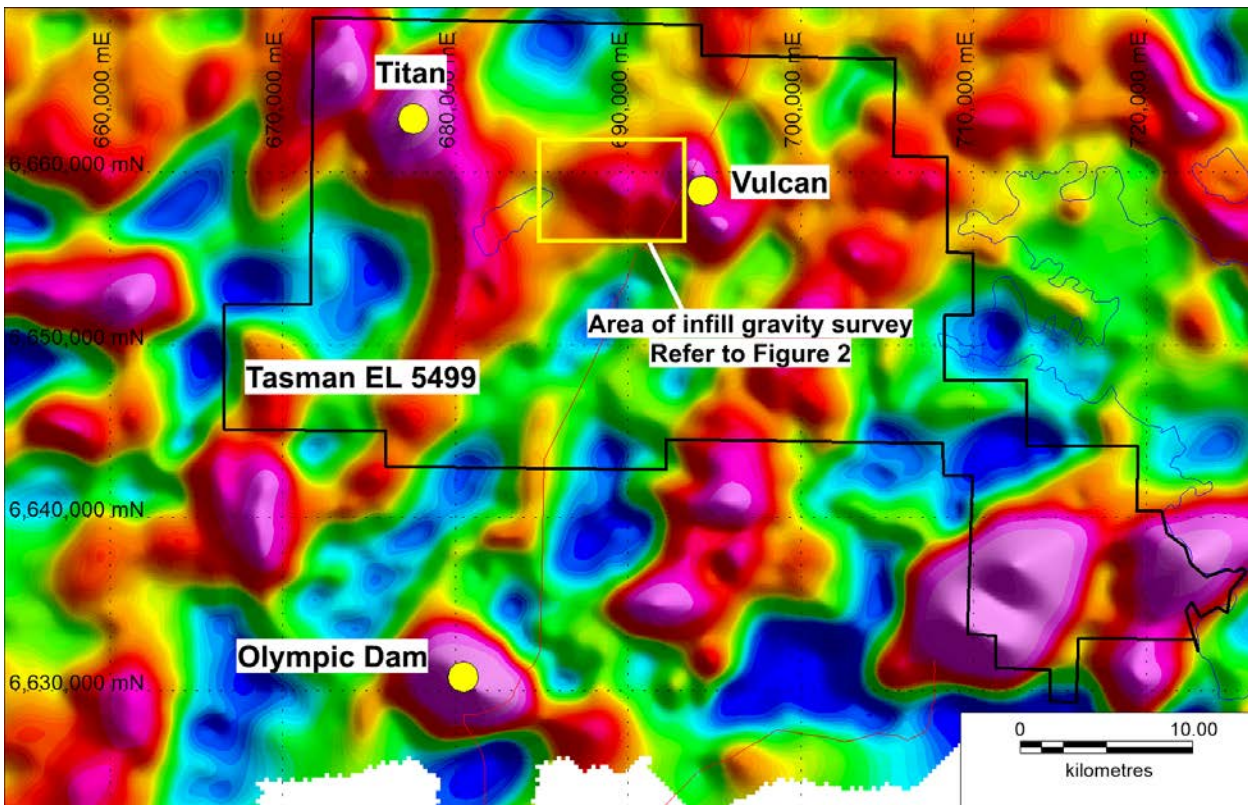 660,000 mE
670,000 mE
680,000 mE
690,000 mE
700,000 mE
710,000 mE
720,000 mE
Titan
6,660,000 mN
Vulcan
Area of infill gravity survey
Refer to Figure 2
6,650,000 mN
Tasman EL 5499
6,640,000 mN
Olympic Dam
6,630,000 mN
0 10.00
kilometres